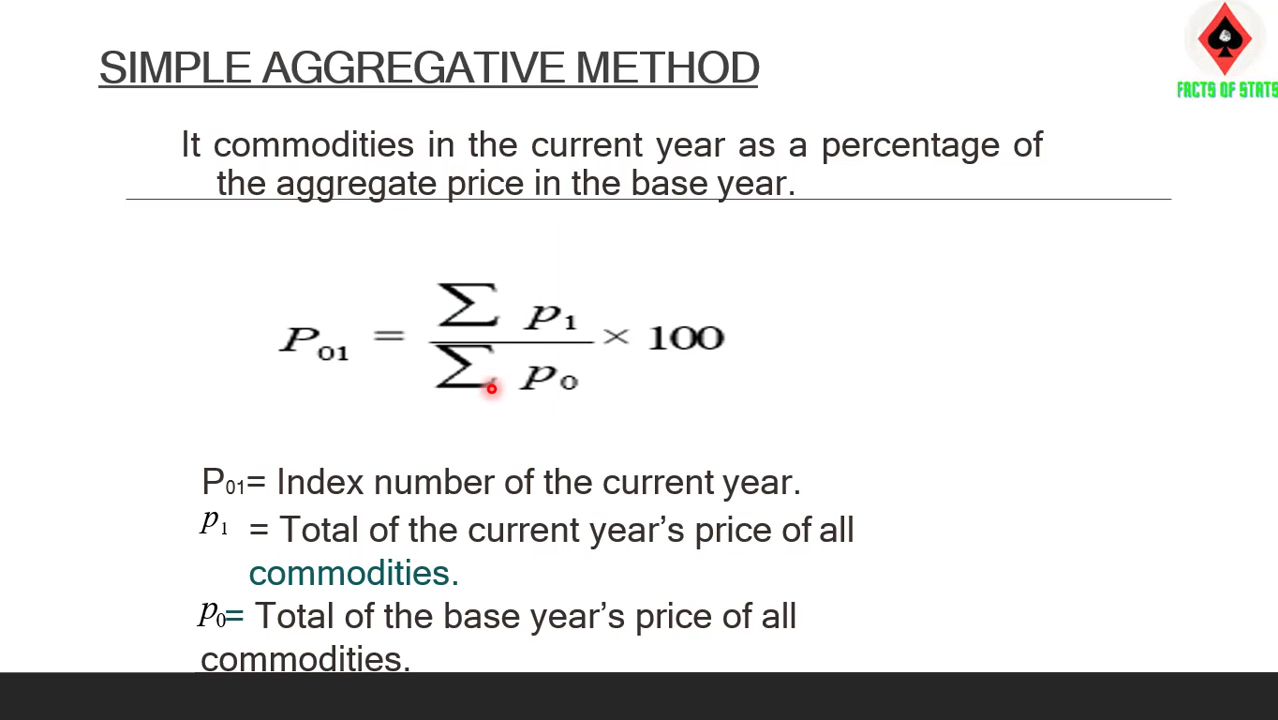 SIMPLE AGGREGATIVE METHOD
FACTS OF STATS
It commodities in the current year as a percentage of
the aggregate price in the base year.
P₀₁ = ∑ p₁ / ∑ p₀ × 100
P₀₁= Index number of the current year.
p₁ = Total of the current year’s price of all
commodities.
p₀= Total of the base year’s price of all
commodities.